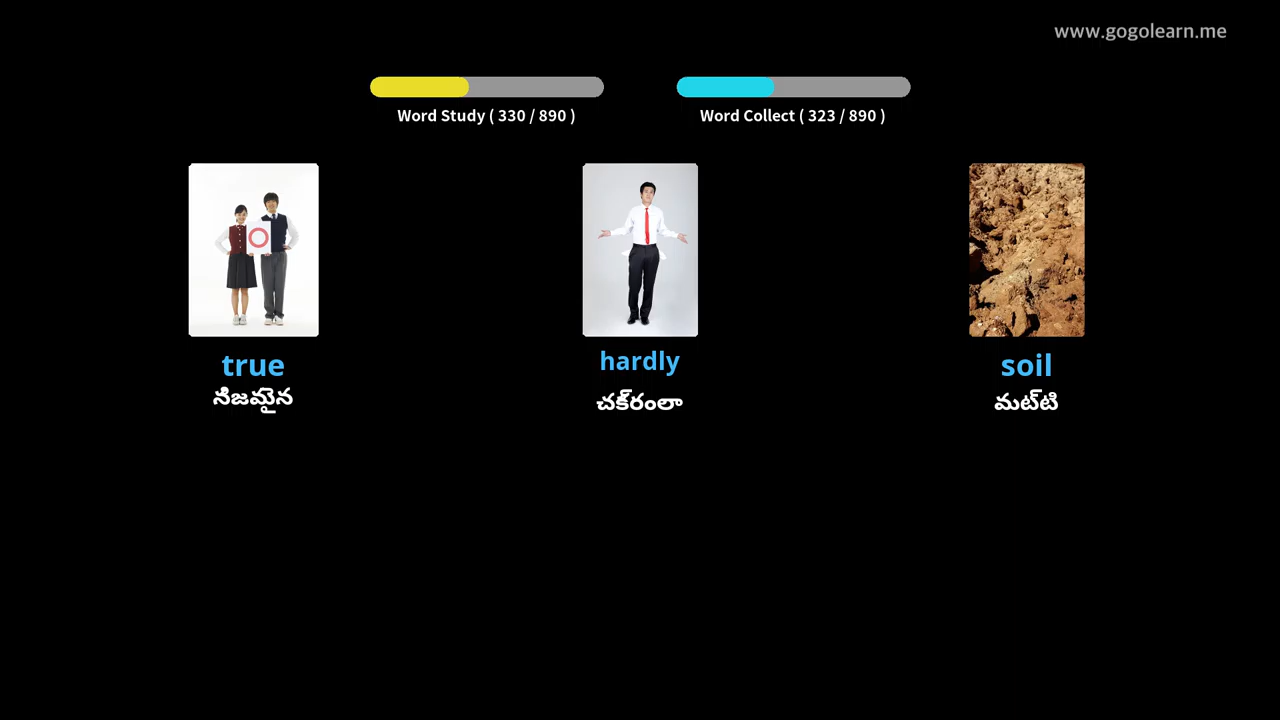 www.gogolearn.me
Word Study ( 330 / 890 )
Word Collect ( 323 / 890 )
true
నిజమైన
hardly
చక్రంలా
soil
మట్టి